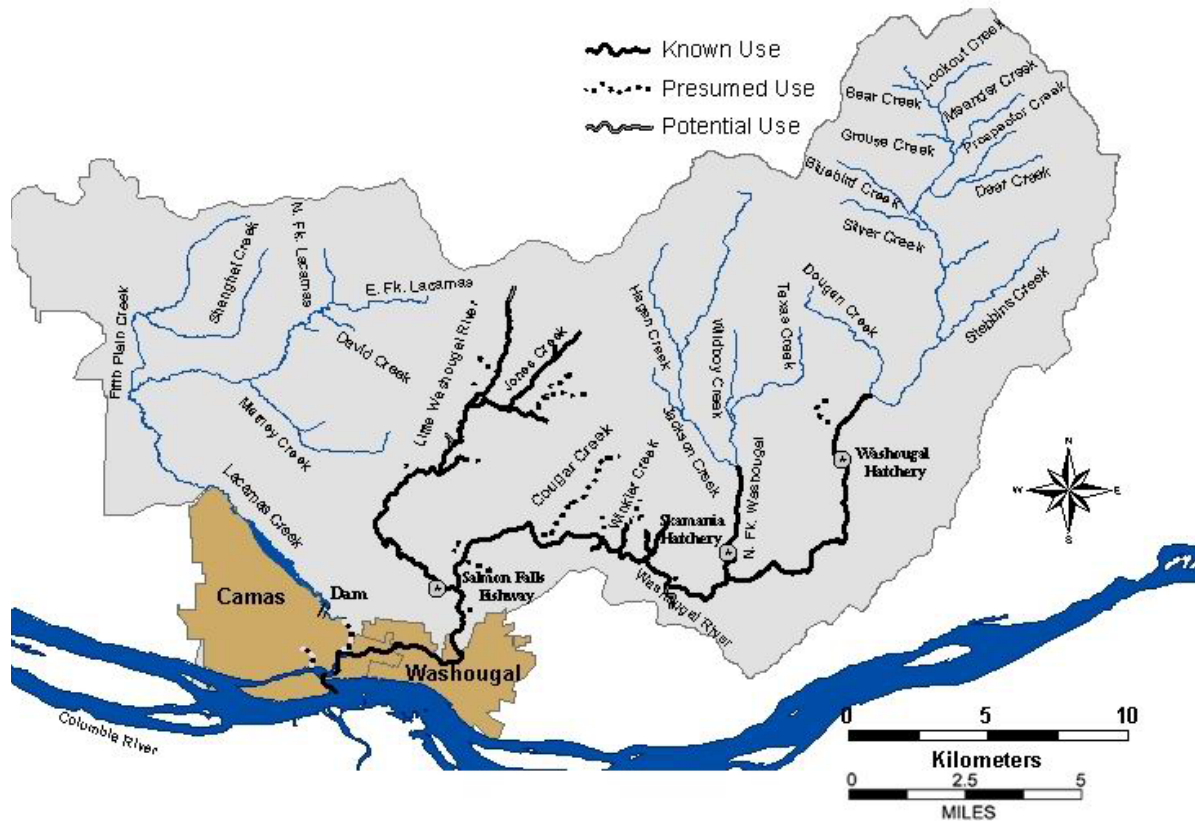 Known Use
Presumed Use
Potential Use
Lookout Creek
Bear Creek
Meander Creek
Grouse Creek
Prospector Creek
Bluebird Creek
Deer Creek
Silver Creek
Stebbins Creek
Dougan Creek
Texas Creek
Wildboy Creek
Hagen Creek
Jackson Creek
N. Fk. Washougal
N. Fk. Lacamas
Shanghai Creek
E. Fk. Lacamas
David Creek
Fifth Plain Creek
Matney Creek
Little Washougal River
Jones Creek
Cougar Creek
Winkler Creek
Lacamas Creek
Washougal
Hatchery
Skamania
Hatchery
Salmon Falls
Fishway
Washougal River
Camas
Dam
Washougal
Columbia River
N
W
E
S
0 5 10
Kilometers
0 2.5 5
MILES